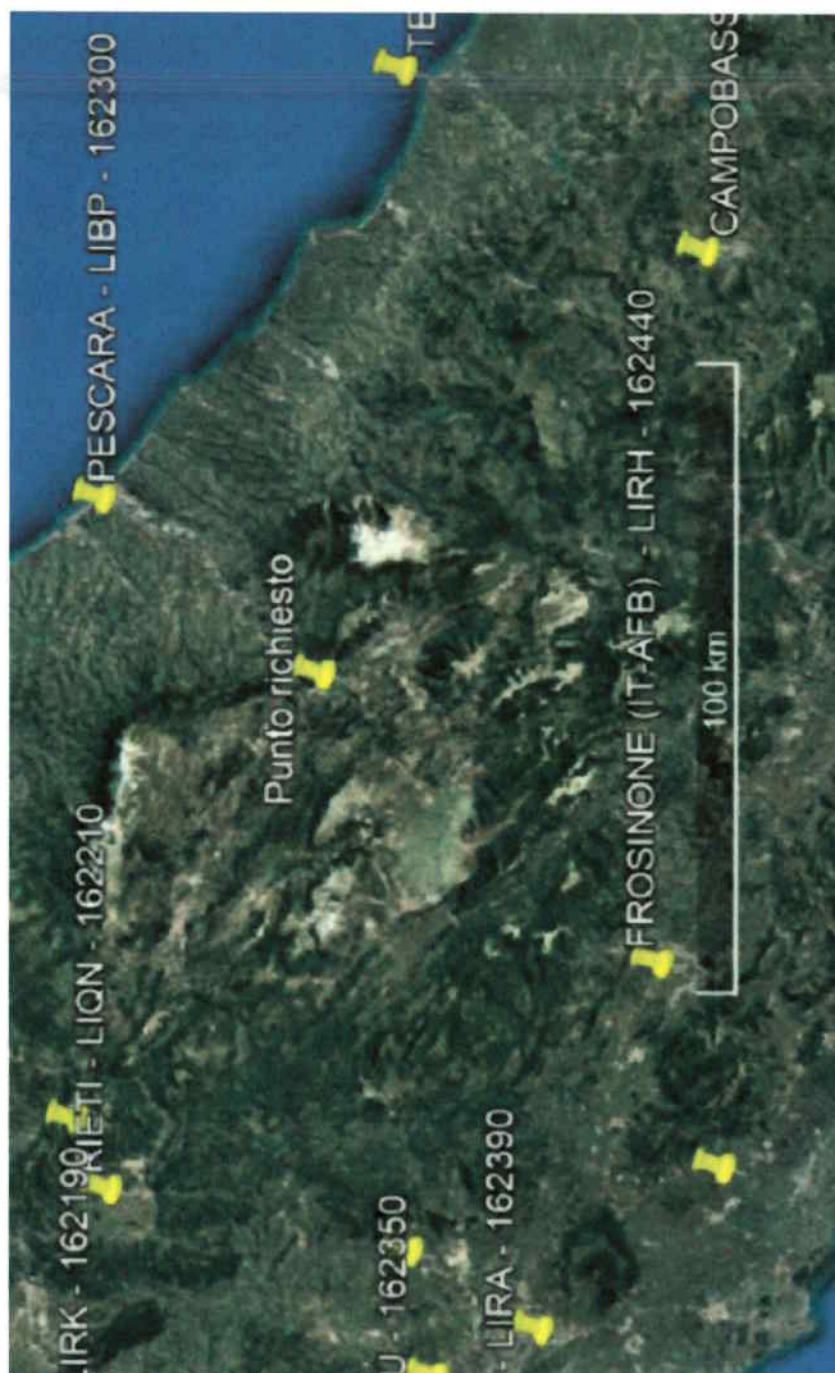 PESCARA - LIBP - 162300
TE
Punto richiesto
CAMPOBASS
RIETI - LIQN - 162210
LIRK - 162190
FROSINONE (IT-AFB) - LIRH - 162440
100 km
U - 162350
- LIRA - 162390